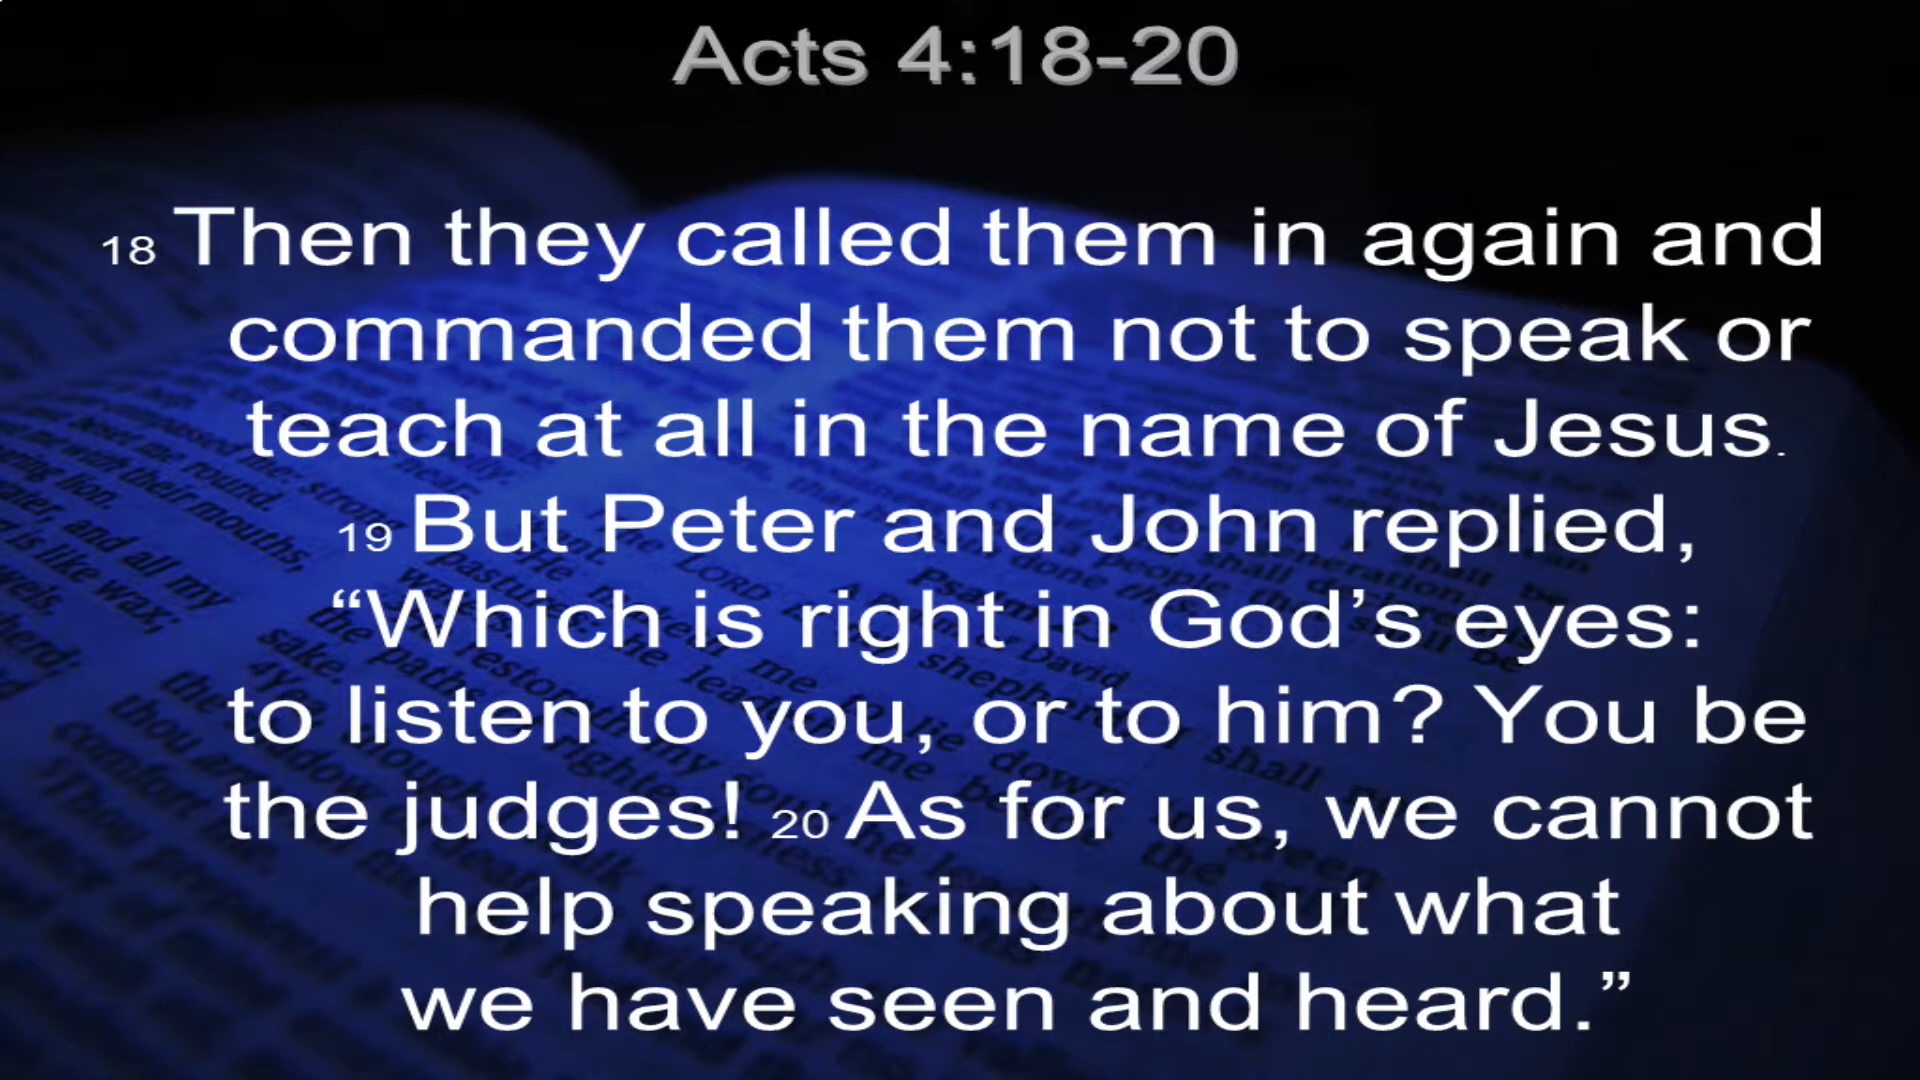 Acts 4:18-20
18 Then they called them in again and
commanded them not to speak or
teach at all in the name of Jesus.
19 But Peter and John replied,
“Which is right in God’s eyes:
to listen to you, or to him? You be
the judges! 20 As for us, we cannot
help speaking about what
we have seen and heard.”